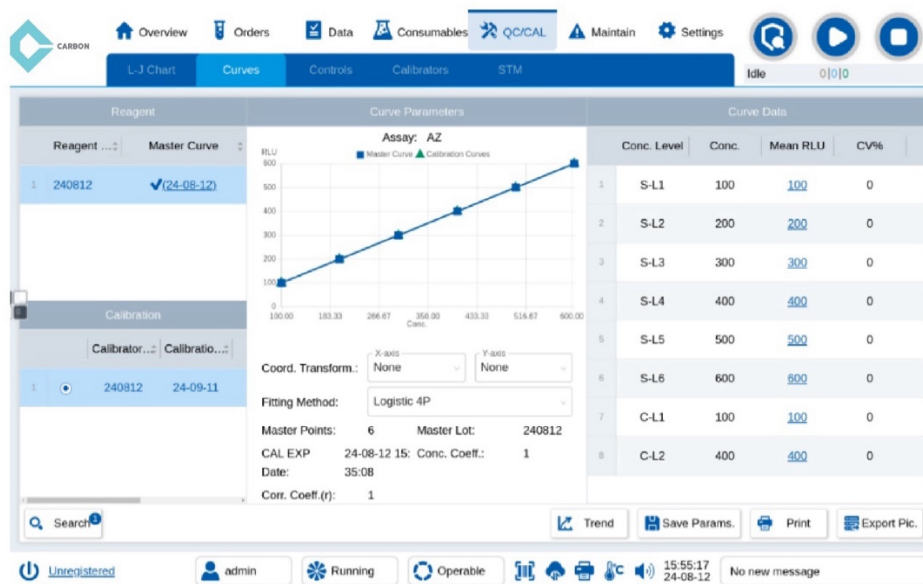 CARBON
Overview Orders Data Consumables QC/CAL Maintain Settings
L-J Chart Curves Controls Calibrators STM
Idle 0|0|0
Reagent Curve Parameters Curve Data
Reagent ... Master Curve
1 240812 (24-08-12)
Assay: AZ
RLU
Master Curve Calibration Curves
600
500
400
300
200
100
0
100.00 183.33 266.67 350.00 433.33 516.67 600.00
Conc.
Conc. Level Conc. Mean RLU CV%
1 S-L1 100 100 0
2 S-L2 200 200 0
3 S-L3 300 300 0
4 S-L4 400 400 0
5 S-L5 500 500 0
6 S-L6 600 600 0
7 C-L1 100 100 0
8 C-L2 400 400 0
Calibration
Calibrator... Calibratio...
1 240812 24-09-11
X-axis Y-axis
Coord. Transform.: None None
Fitting Method: Logistic 4P
Master Points: 6 Master Lot: 240812
CAL EXP 24-08-12 15: Conc. Coeff.: 1
Date: 35:08
Corr. Coeff.(r): 1
Search 1
Trend Save Params. Print Export Pic.
Unregistered admin Running Operable
°C
15:55:17
24-08-12
No new message